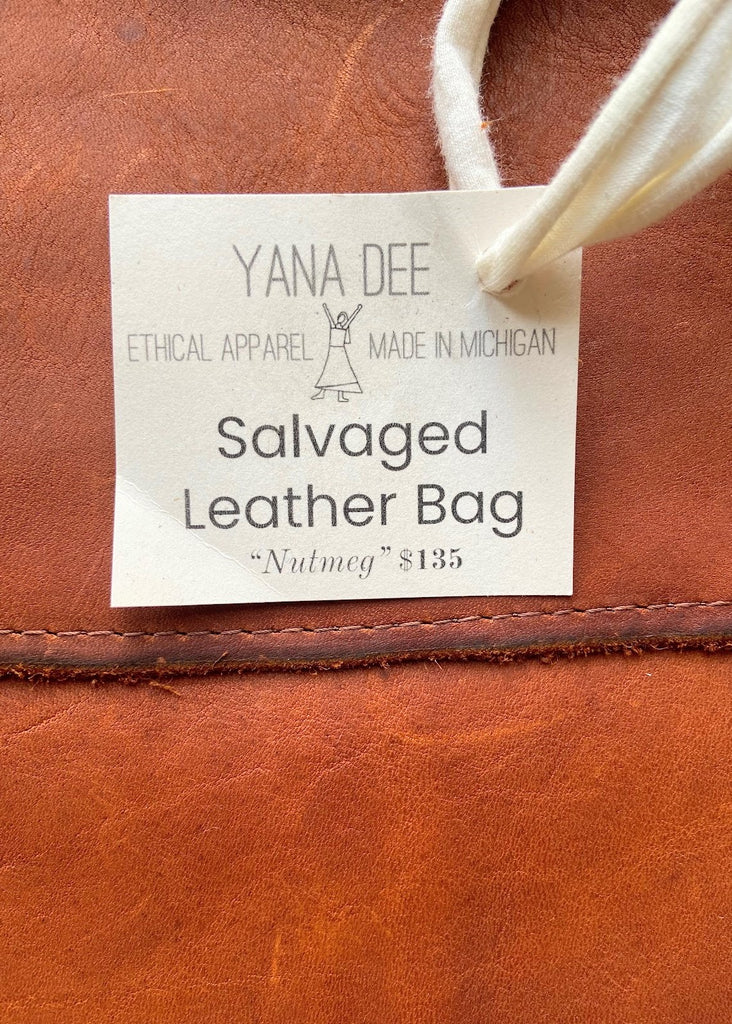 YANA DEE
ETHICAL APPAREL MADE IN MICHIGAN
Salvaged
Leather Bag
“Nutmeg” $135